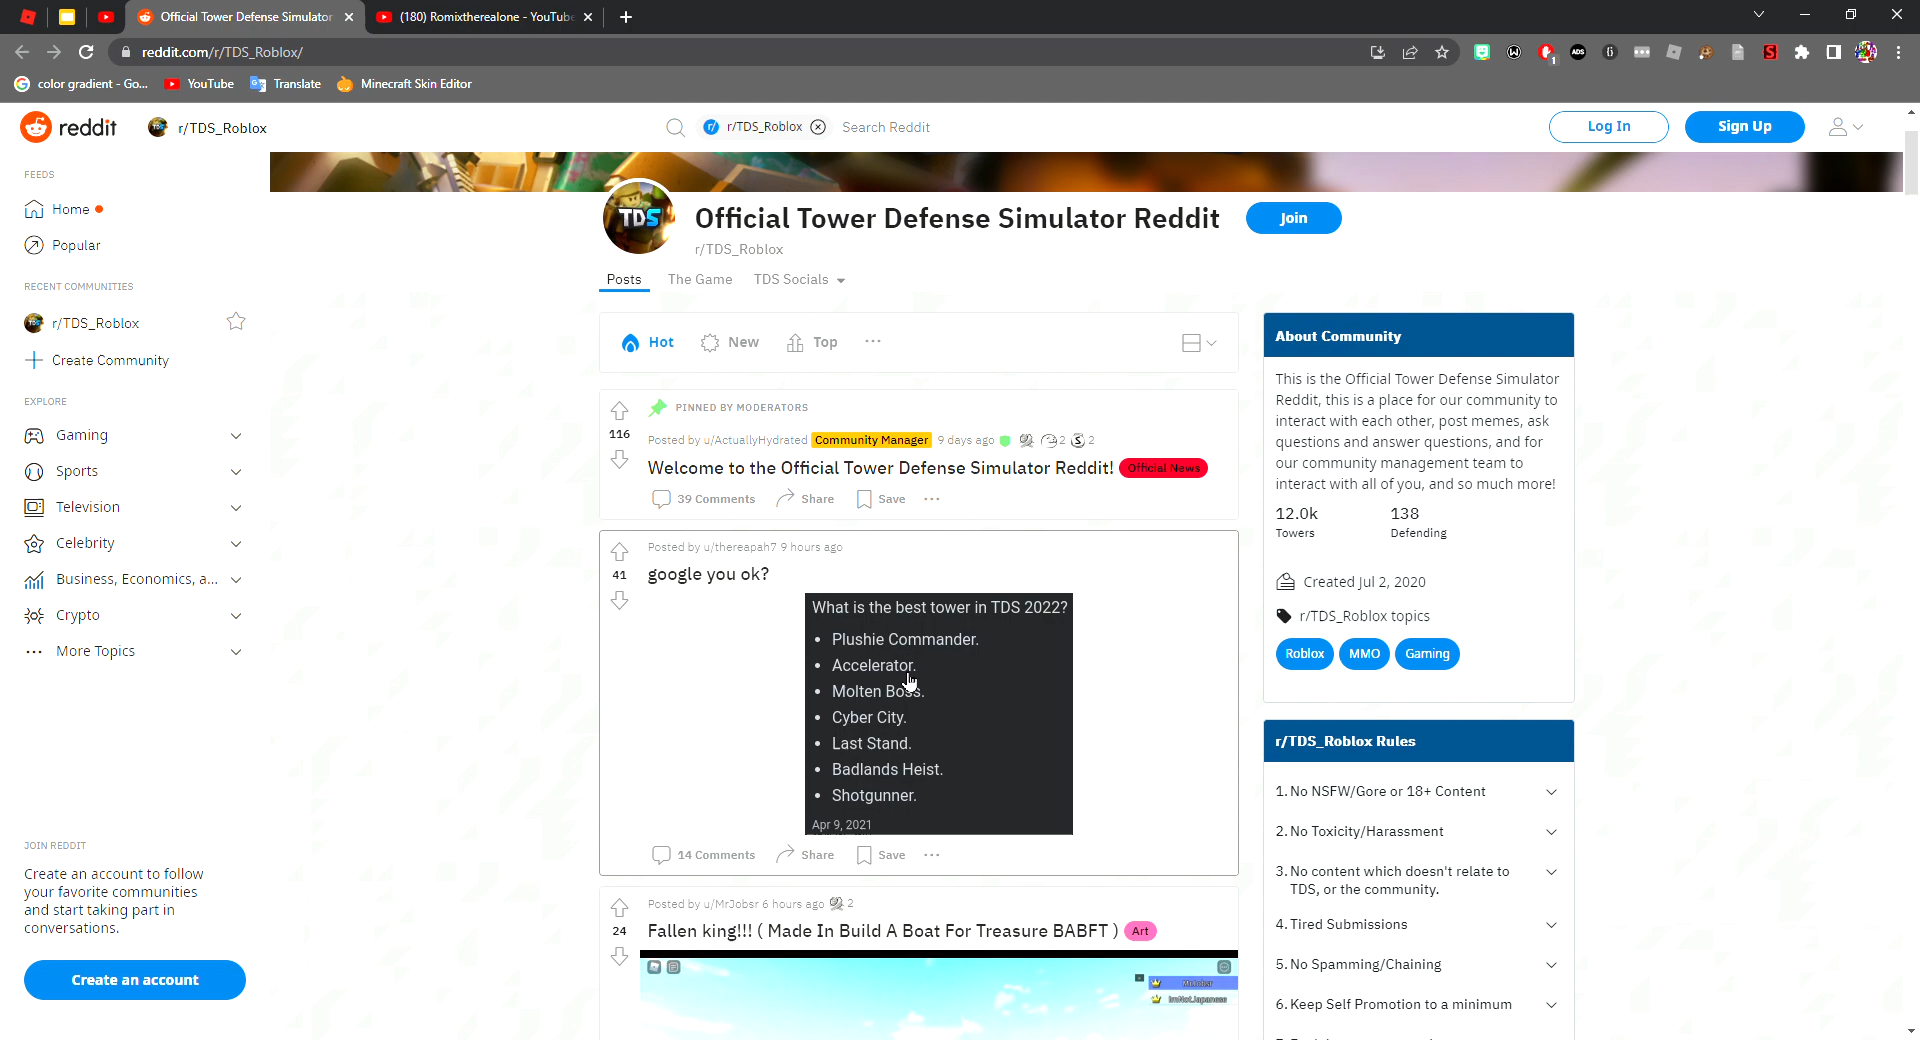 Official Tower Defense Simulator
(180) Romixtherealone - YouTube
reddit.com/r/TDS_Roblox/
ADS
1
color gradient - Go...
YouTube
Translate
Minecraft Skin Editor
reddit
r/TDS_Roblox
r/TDS_Roblox
Search Reddit
Log In
Sign Up
FEEDS
Home
Popular
RECENT COMMUNITIES
r/TDS_Roblox
Create Community
EXPLORE
Gaming
Sports
Television
Celebrity
Business, Economics, a...
Crypto
More Topics
JOIN REDDIT
Create an account to follow
your favorite communities
and start taking part in
conversations.
Create an account
TDS
Official Tower Defense Simulator Reddit
Join
r/TDS_Roblox
Posts
The Game
TDS Socials
Hot
New
Top
PINNED BY MODERATORS
116
Posted by u/ActuallyHydrated Community Manager 9 days ago 2 2
Welcome to the Official Tower Defense Simulator Reddit! Official News
39 Comments
Share
Save
Posted by u/thereapah7 9 hours ago
41
google you ok?
What is the best tower in TDS 2022?
• Plushie Commander.
• Accelerator.
• Molten Boss.
• Cyber City.
• Last Stand.
• Badlands Heist.
• Shotgunner.
Apr 9, 2021
14 Comments
Share
Save
Posted by u/MrJobsr 6 hours ago 2
24
Fallen king!!! ( Made In Build A Boat For Treasure BABFT ) Art
MrJobsr
ImNotJapanese
About Community
This is the Official Tower Defense Simulator
Reddit, this is a place for our community to
interact with each other, post memes, ask
questions and answer questions, and for
our community management team to
interact with all of you, and so much more!
12.0k
138
Towers
Defending
Created Jul 2, 2020
r/TDS_Roblox topics
Roblox
MMO
Gaming
r/TDS_Roblox Rules
1. No NSFW/Gore or 18+ Content
2. No Toxicity/Harassment
3. No content which doesn't relate to
TDS, or the community.
4. Tired Submissions
5. No Spamming/Chaining
6. Keep Self Promotion to a minimum